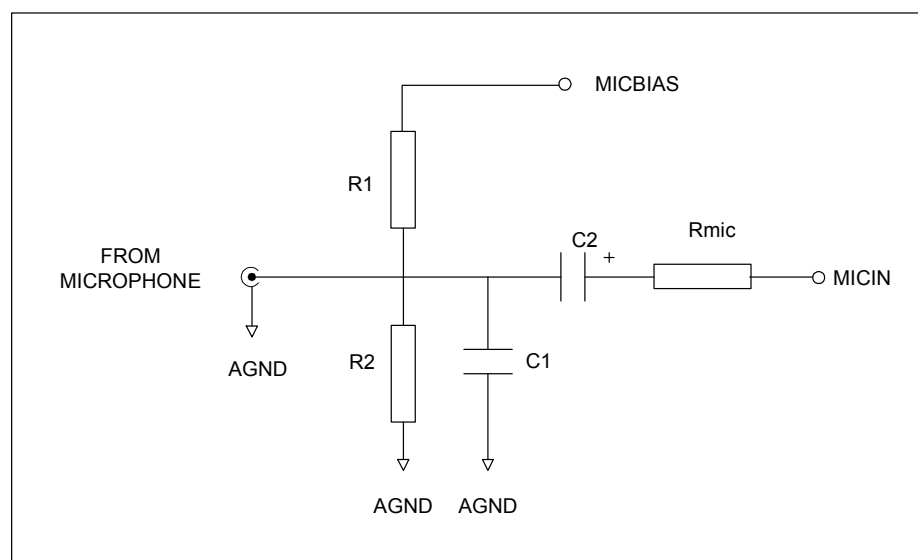 MICBIAS
R1
Rmic
C2
+
FROM
MICROPHONE
MICIN
AGND
R2
C1
AGND
AGND